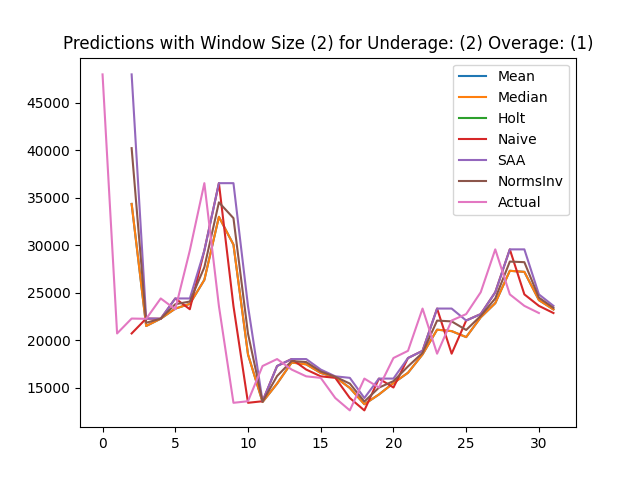 Predictions with Window Size (2) for Underage: (2) Overage: (1)
Mean
Median
Holt
Naive
SAA
NormsInv
Actual
45000
40000
35000
30000
25000
20000
15000
0 5 10 15 20 25 30